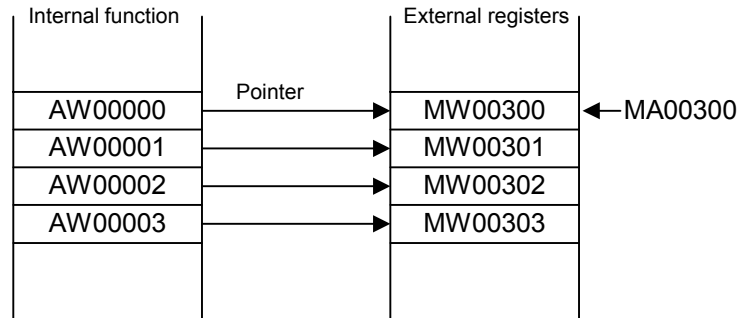 Internal function External registers
Pointer
AW00000 MW00300 MA00300
AW00001 MW00301
AW00002 MW00302
AW00003 MW00303